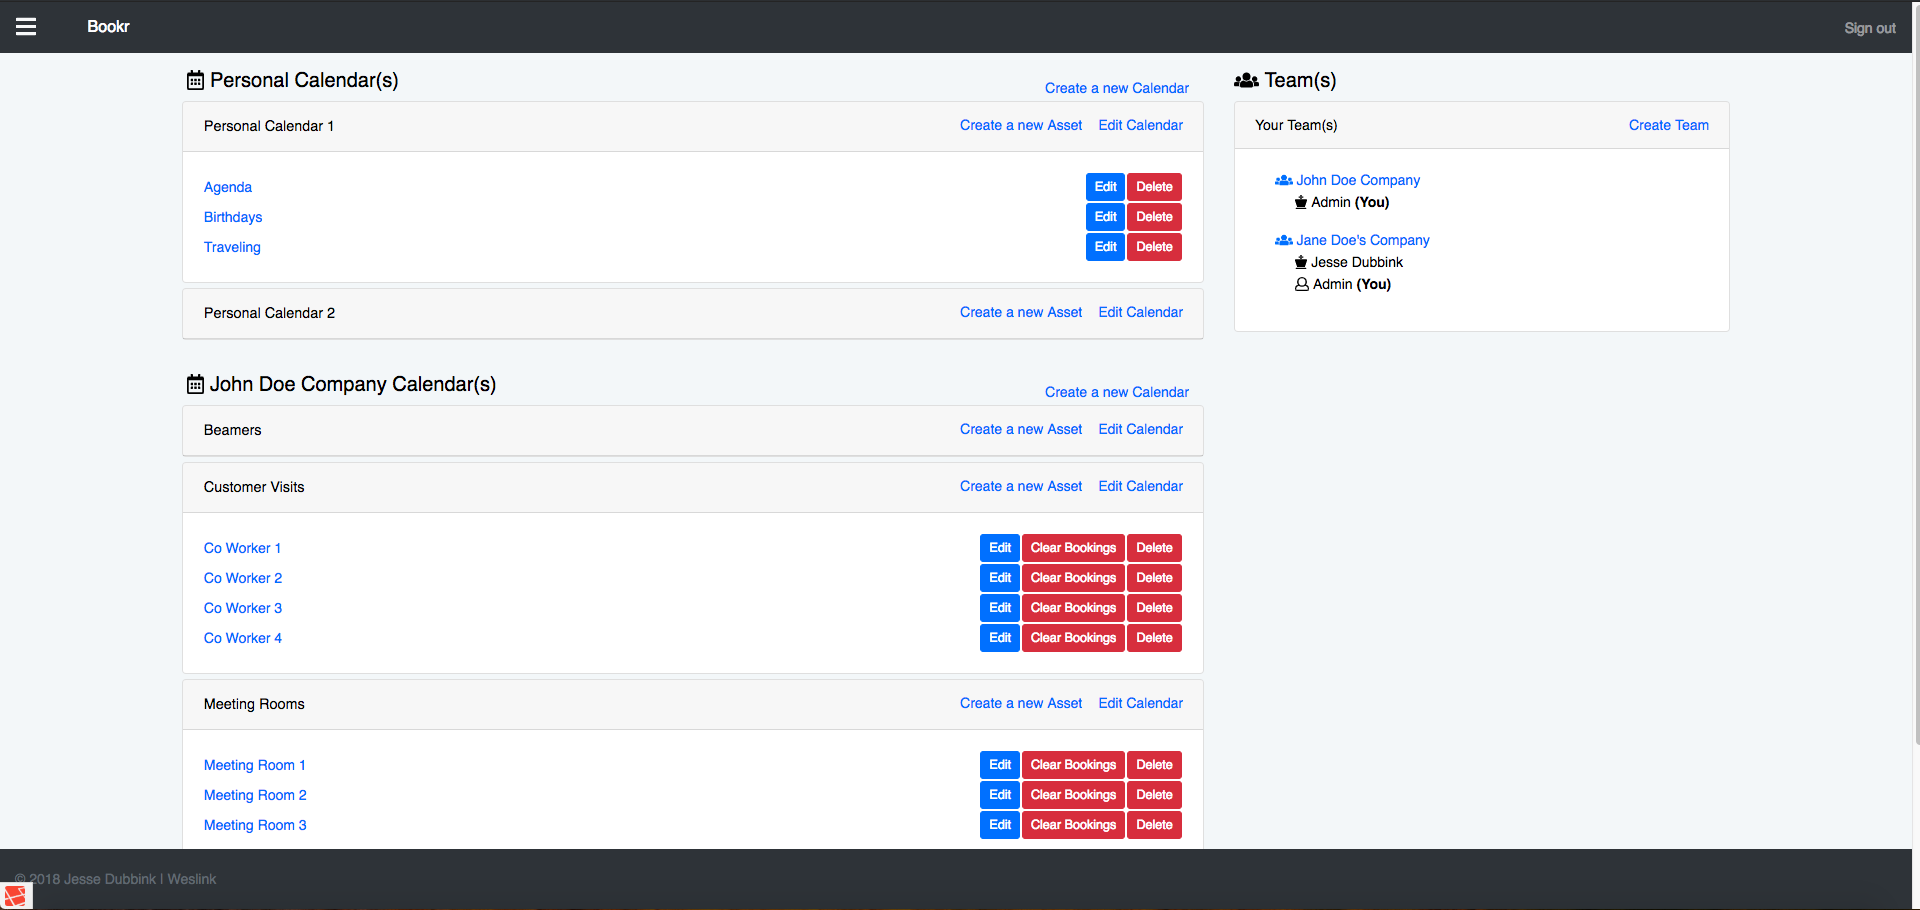 Bookr
Sign out
Personal Calendar(s)
Create a new Calendar
Personal Calendar 1
Create a new Asset Edit Calendar
Agenda Edit Delete
Birthdays Edit Delete
Traveling Edit Delete
Personal Calendar 2
Create a new Asset Edit Calendar
John Doe Company Calendar(s)
Create a new Calendar
Beamers
Create a new Asset Edit Calendar
Customer Visits
Create a new Asset Edit Calendar
Co Worker 1 Edit Clear Bookings Delete
Co Worker 2 Edit Clear Bookings Delete
Co Worker 3 Edit Clear Bookings Delete
Co Worker 4 Edit Clear Bookings Delete
Meeting Rooms
Create a new Asset Edit Calendar
Meeting Room 1 Edit Clear Bookings Delete
Meeting Room 2 Edit Clear Bookings Delete
Meeting Room 3 Edit Clear Bookings Delete
Team(s)
Your Team(s)
Create Team
John Doe Company
Admin (You)
Jane Doe's Company
Jesse Dubbink
Admin (You)
© 2018 Jesse Dubbink | Weslink